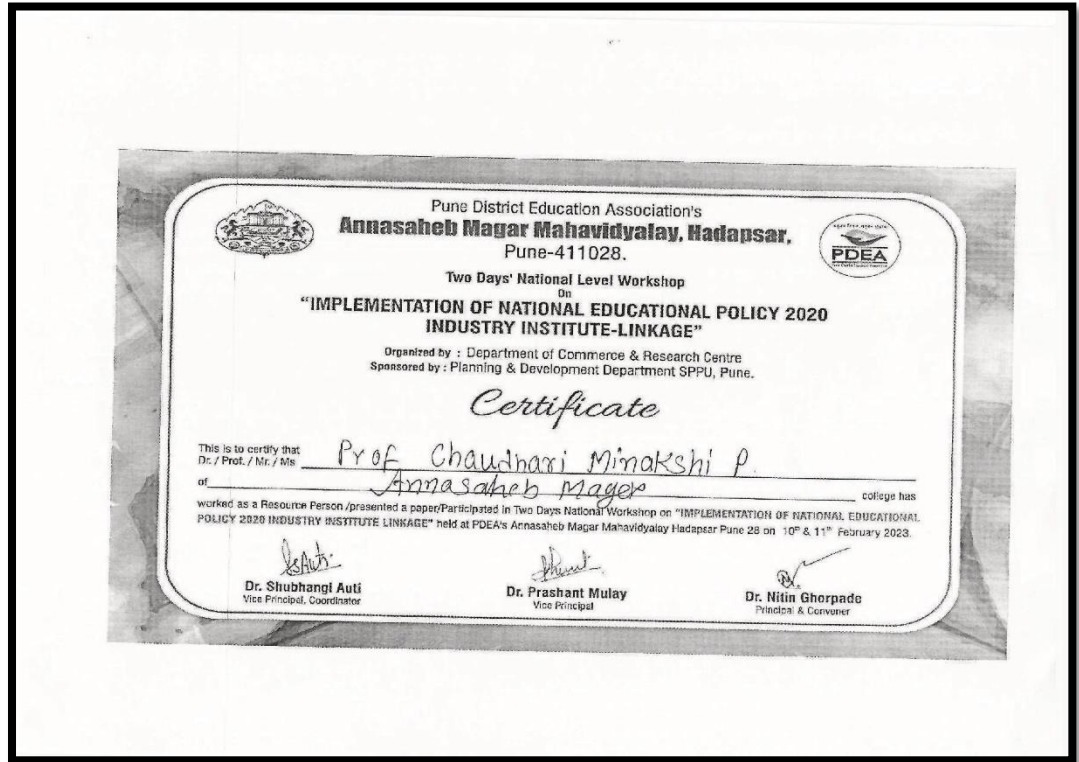 Pune District Education Association's
Annasaheb Magar Mahavidyalay, Hadapsar,
Pune-411028.
PDEA
Two Days' National Level Workshop
On
"IMPLEMENTATION OF NATIONAL EDUCATIONAL POLICY 2020
INDUSTRY INSTITUTE-LINKAGE"
Organized by : Department of Commerce & Research Centre
Sponsored by : Planning & Development Department SPPU, Pune.
Certificate
This is to certify that
Dr. / Prof. / Mr. / Ms. Prof Chaudhari Minakshi P.
of Annasaheb Mager college has
worked as a Resource Person /presented a paper/Participated in Two Days National Workshop on "IMPLEMENTATION OF NATIONAL EDUCATIONAL
POLICY 2020 INDUSTRY INSTITUTE LINKAGE" held at PDEA's Annasaheb Magar Mahavidyalay Hadapsar Pune 28 on 10th & 11th February 2023.
Dr. Shubhangi Auti
Vice Principal, Coordinator
Dr. Prashant Mulay
Vice Principal
Dr. Nitin Ghorpade
Principal & Convener